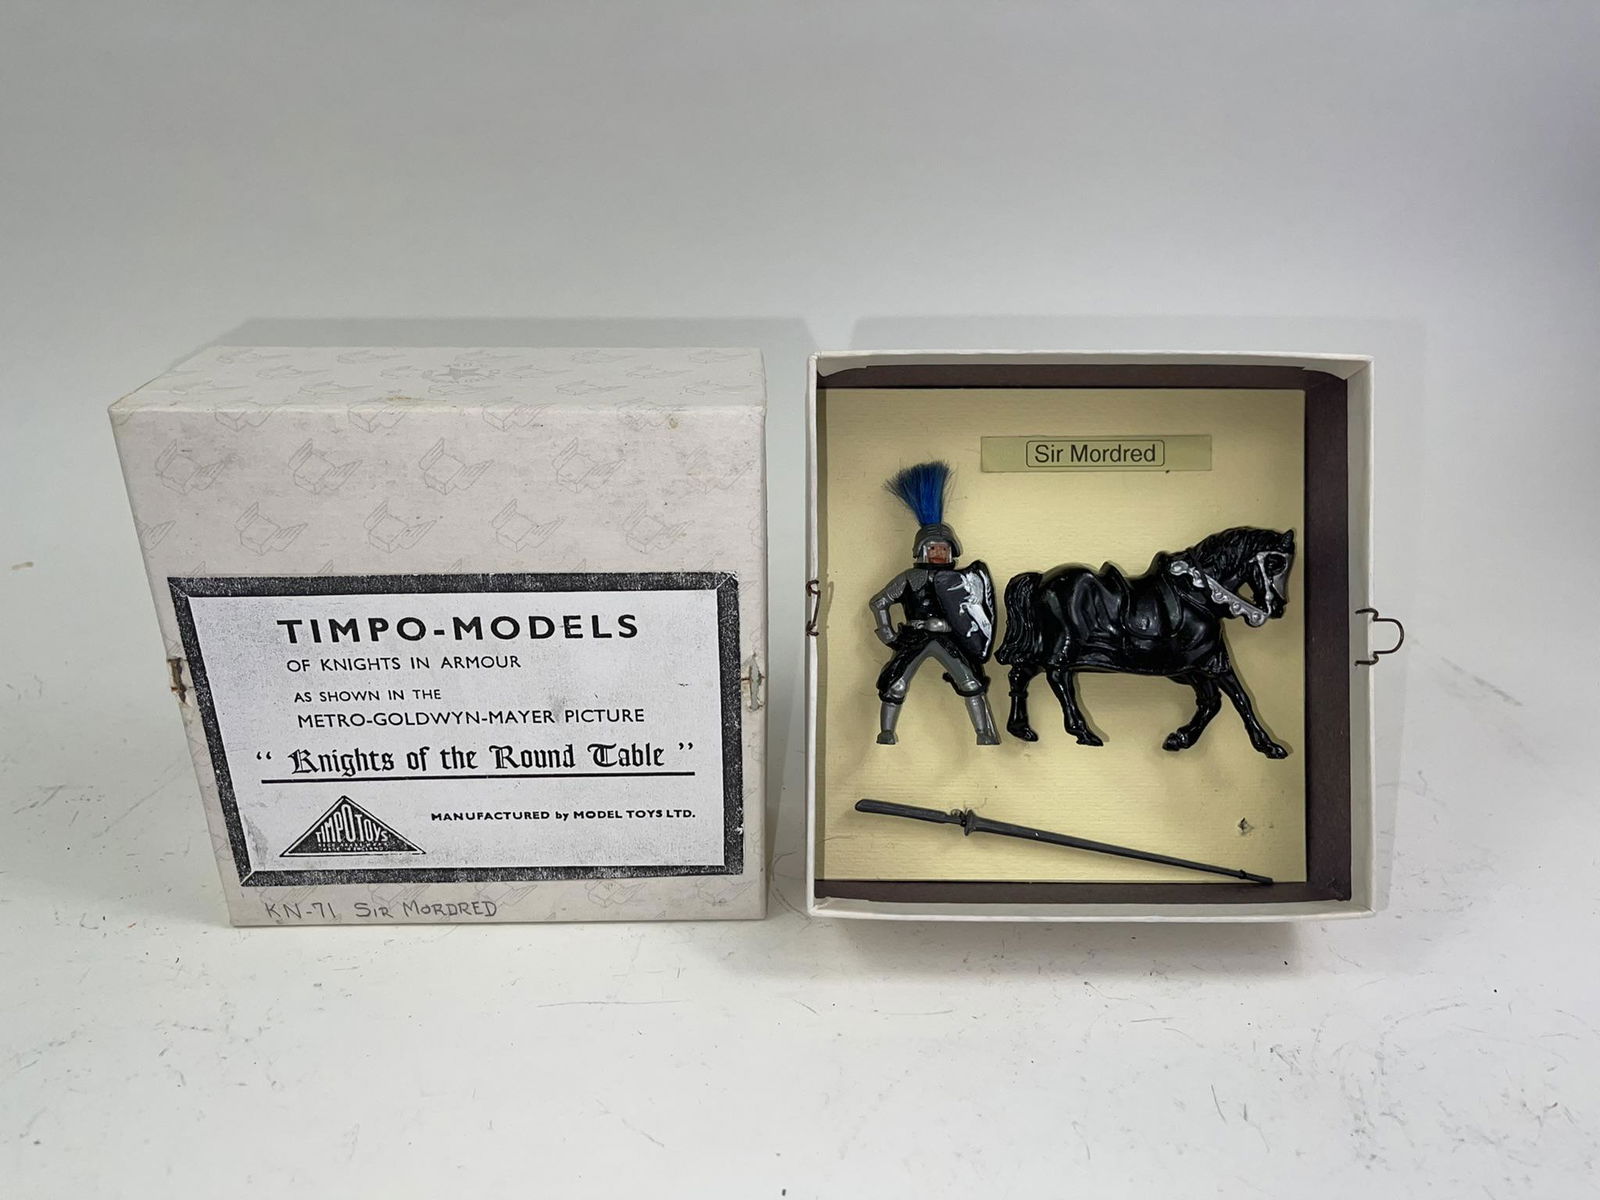 TIMPO-MODELS
OF KNIGHTS IN ARMOUR
AS SHOWN IN THE
METRO-GOLDWYN-MAYER PICTURE
“ Knights of the Round Table ”
TIMPO TOYS
MANUFACTURED by MODEL TOYS LTD.
KN-71 SIR MORDRED
Sir Mordred